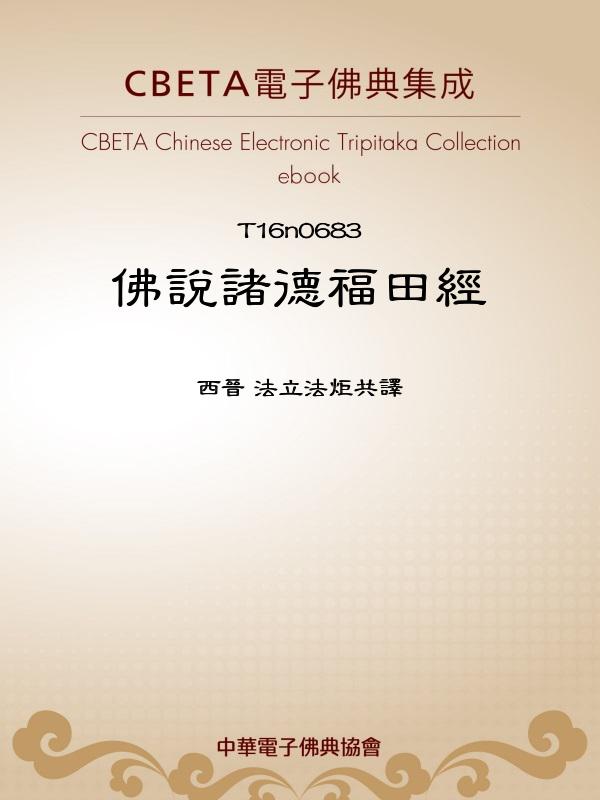 CBETA電子佛典集成
CBETA Chinese Electronic Tripitaka Collection
ebook
T16n0683
佛說諸德福田經
西晉 法立法炬共譯
中華電子佛典協會